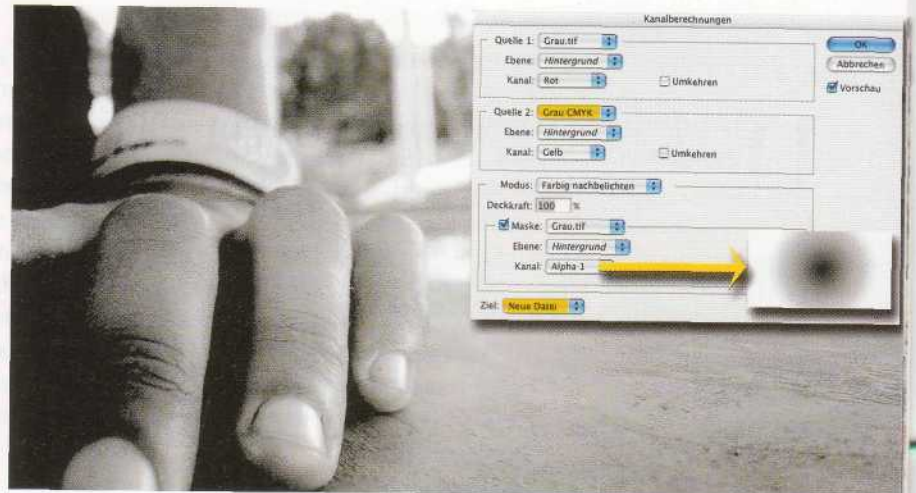 Kanalberechnungen
Quelle 1: Grau.tif
Ebene: Hintergrund
Kanal: Rot Umkehren
OK
Abbrechen
Vorschau
Quelle 2: Grau CMYK
Ebene: Hintergrund
Kanal: Gelb Umkehren
Modus: Farbig nachbelichten
Deckkraft: 100 %
Maske: Grau.tif
Ebene: Hintergrund
Kanal: Alpha 1
Ziel: Neue Datei